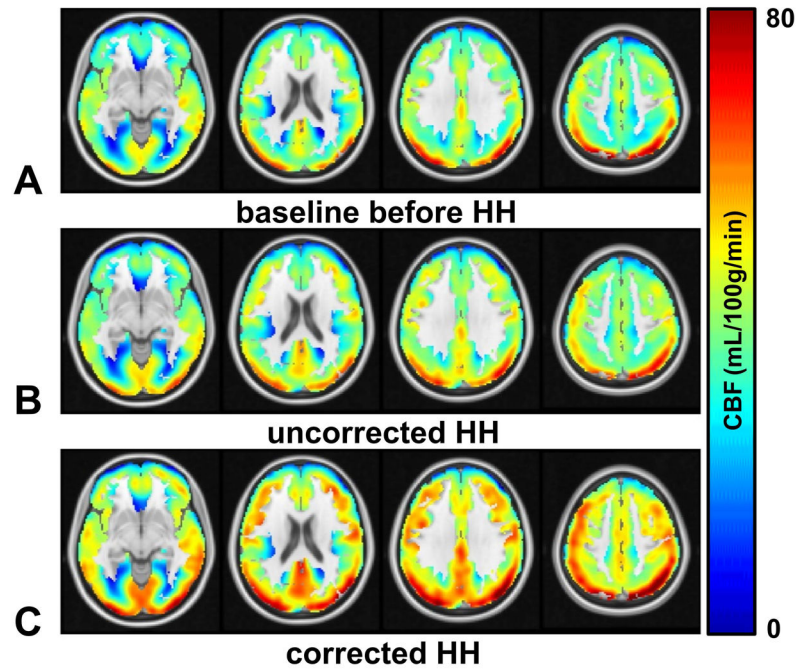 80
A
baseline before HH
B
uncorrected HH
CBF (mL/100g/min)
C
corrected HH
0